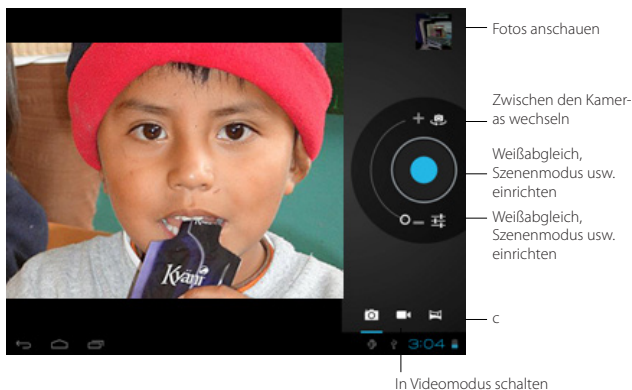 Fotos anschauen
Zwischen den Kamer-
as wechseln
Weißabgleich,
Szenenmodus usw.
einrichten
Weißabgleich,
Szenenmodus usw.
einrichten
Kyäni
c
3:04
In Videomodus schalten